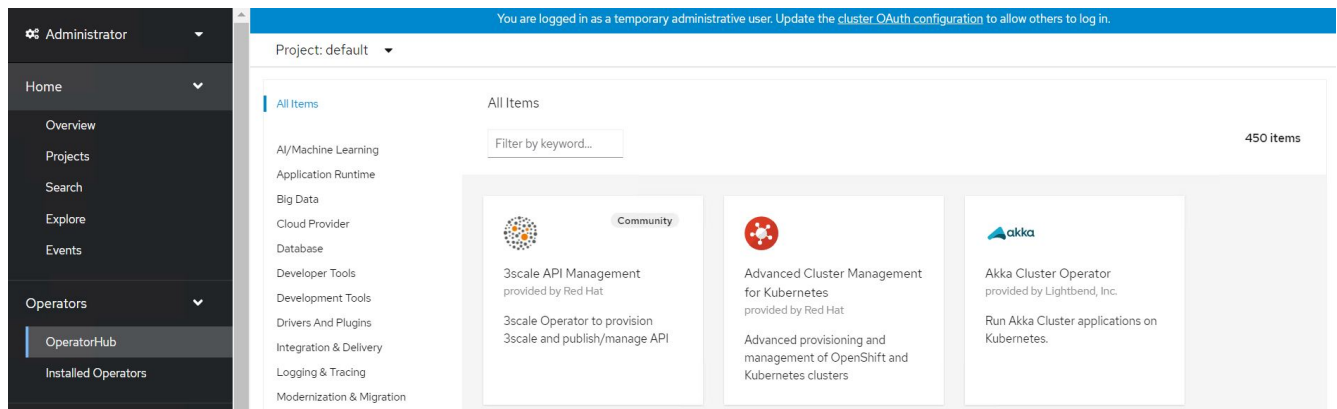 You are logged in as a temporary administrative user. Update the cluster OAuth configuration to allow others to log in.
Administrator
Home
Overview
Projects
Search
Explore
Events
Operators
OperatorHub
Installed Operators
Project: default
All Items
AI/Machine Learning
Application Runtime
Big Data
Cloud Provider
Database
Developer Tools
Development Tools
Drivers And Plugins
Integration & Delivery
Logging & Tracing
Modernization & Migration
All Items
Filter by keyword...
450 items
Community
3scale API Management
provided by Red Hat
3scale Operator to provision
3scale and publish/manage API
Advanced Cluster Management
for Kubernetes
provided by Red Hat
Advanced provisioning and
management of OpenShift and
Kubernetes clusters
akka
Akka Cluster Operator
provided by Lightbend, Inc.
Run Akka Cluster applications on
Kubernetes.